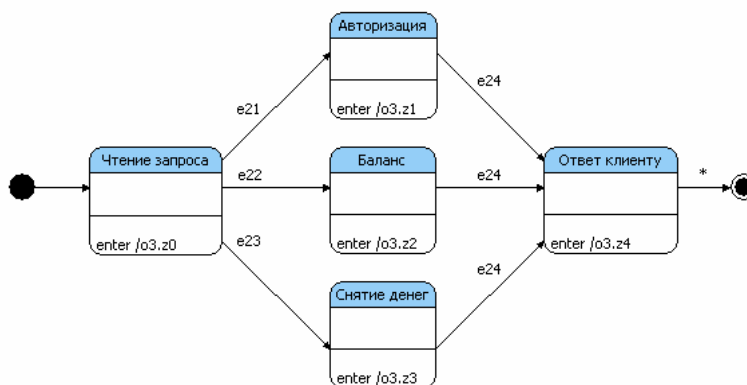 Авторизация
enter /o3.z1
e21
e24
Чтение запроса
enter /o3.z0
e22
Баланс
enter /o3.z2
e24
Ответ клиенту
enter /o3.z4
*
e23
Снятие денег
enter /o3.z3
e24